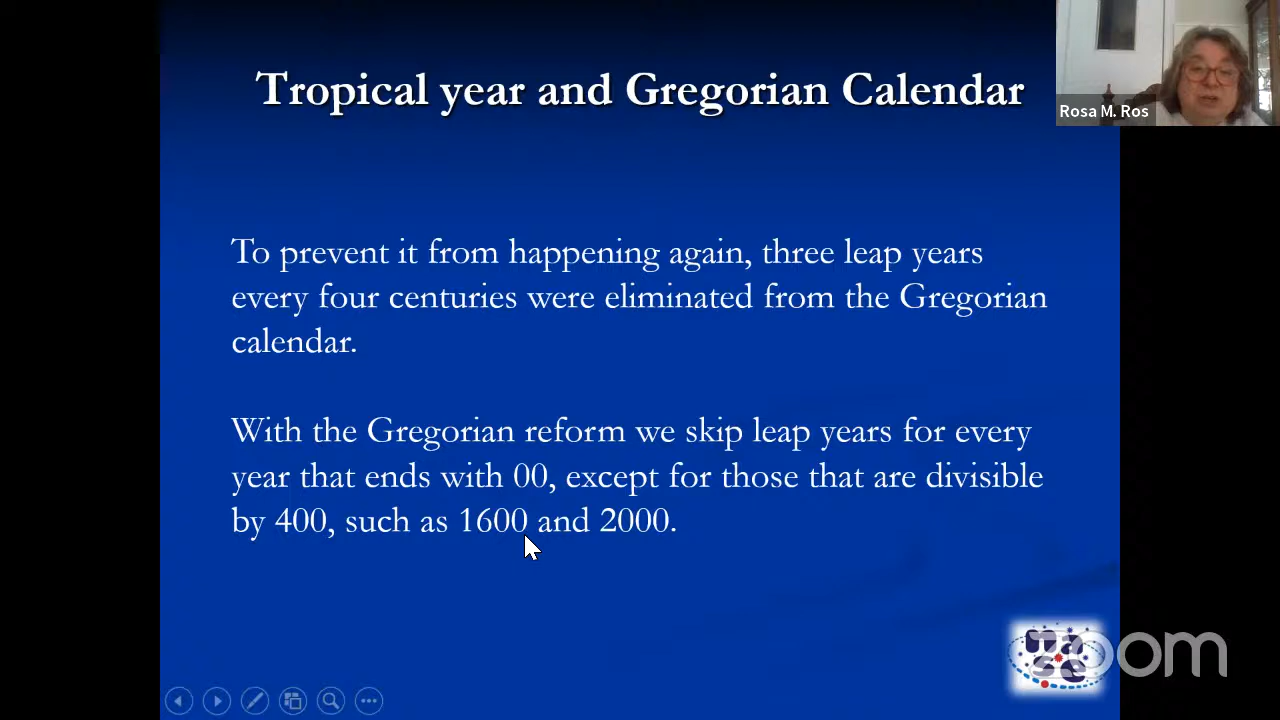 Tropical year and Gregorian Calendar
Rosa M. Ros
To prevent it from happening again, three leap years
every four centuries were eliminated from the Gregorian
calendar.
With the Gregorian reform we skip leap years for every
year that ends with 00, except for those that are divisible
by 400, such as 1600 and 2000.
zoom